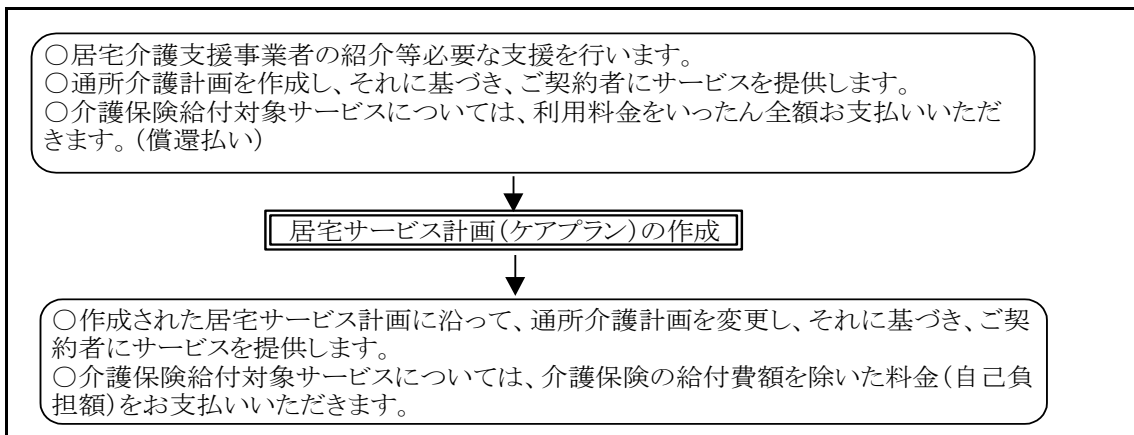 ○居宅介護支援事業者の紹介等必要な支援を行います。
○通所介護計画を作成し、それに基づき、ご契約者にサービスを提供します。
○介護保険給付対象サービスについては、利用料金をいったん全額お支払いいただ
きます。(償還払い)
居宅サービス計画(ケアプラン)の作成
○作成された居宅サービス計画に沿って、通所介護計画を変更し、それに基づき、ご契
約者にサービスを提供します。
○介護保険給付対象サービスについては、介護保険の給付費額を除いた料金(自己負
担額)をお支払いいただきます。